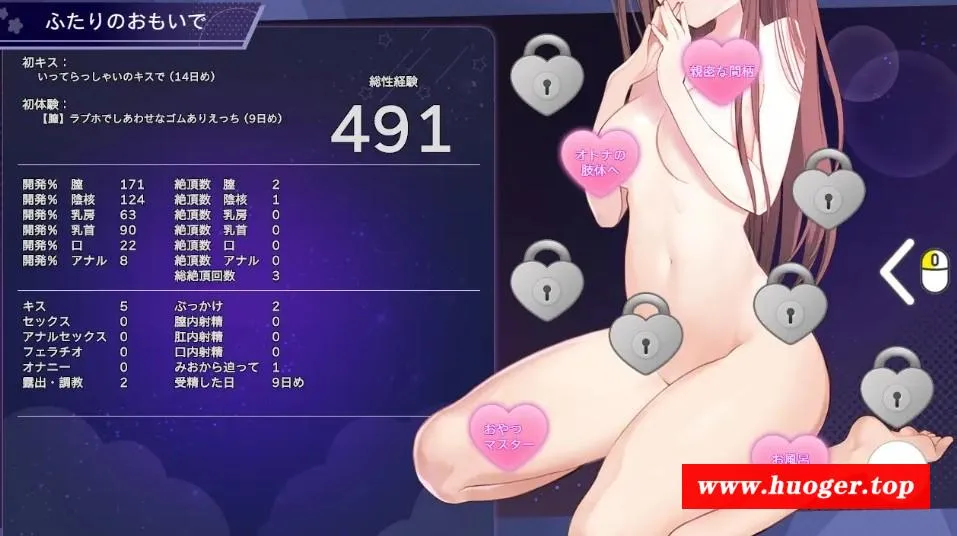 ふたりのおもいで
初キス：
いってらっしゃいのキスで（14日め）
総性経験
491
初体験：
【膣】ラブホでしあわせなゴムありえっち（9日め）
開発％ 膣 171 絶頂数 膣 2
開発％ 陰核 124 絶頂数 陰核 1
開発％ 乳房 63 絶頂数 乳房 0
開発％ 乳首 90 絶頂数 乳首 0
開発％ 口 22 絶頂数 口 0
開発％ アナル 8 絶頂数 アナル 0
総絶頂回数 3
キス 5 ぶっかけ 2
セックス 0 膣内射精 0
アナルセックス 0 肛内射精 0
フェラチオ 0 口内射精 0
オナニー 0 みおから迫って 1
露出・調教 2 受精した日 9日め
親密な間柄
オトナの
肢体へ
0
おやつ
マスター
お風呂
www.huoger.top